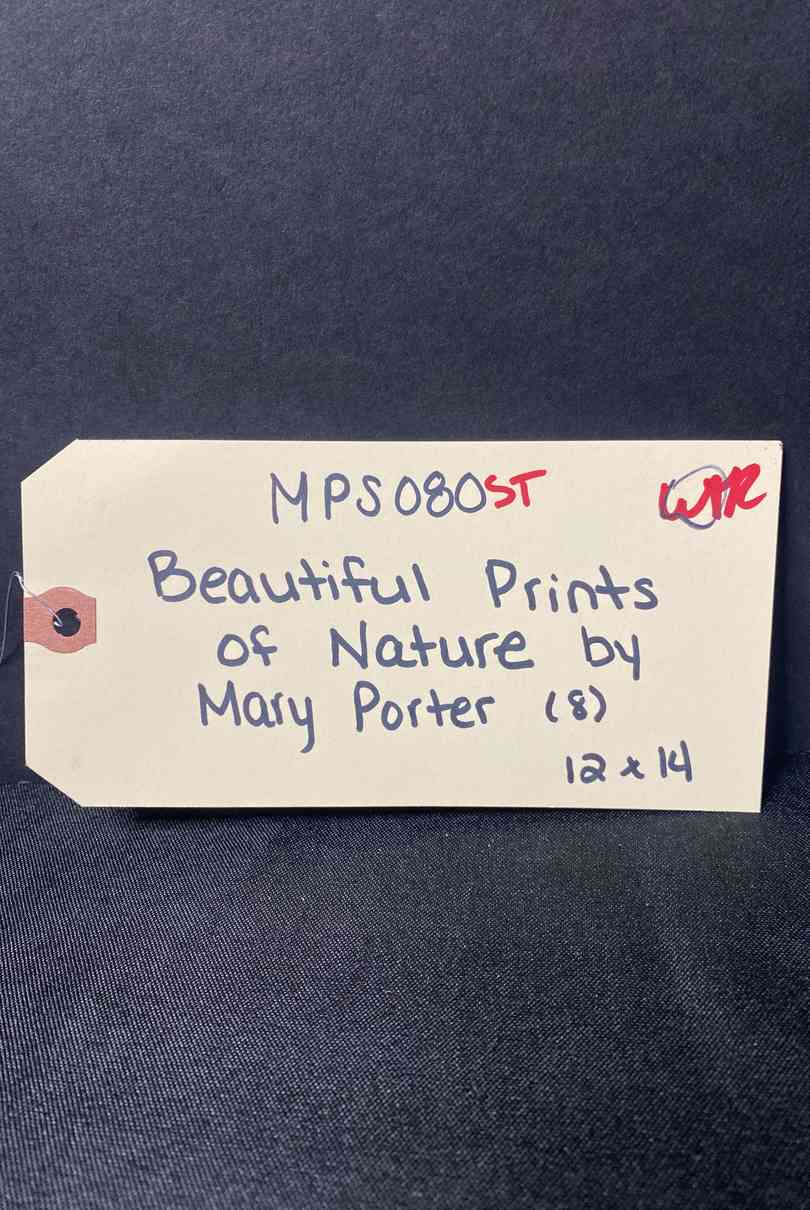 MPS080ST
Beautiful Prints
of Nature by
Mary Porter (8)
12 x 14